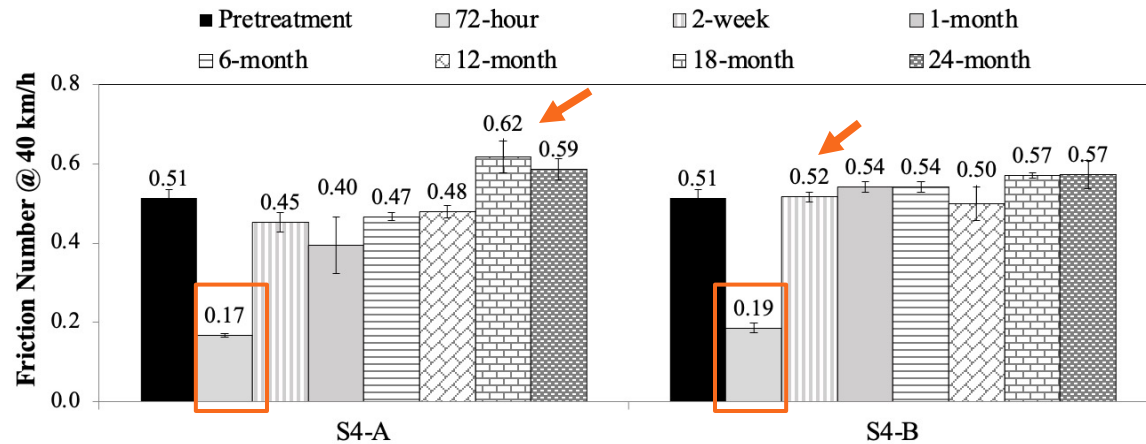 Pretreatment 72-hour 2-week 1-month
6-month 12-month 18-month 24-month
Friction Number @ 40 km/h
0.8
0.6
0.4
0.2
0.0
0.51 0.17 0.45 0.40 0.47 0.48 0.62 0.59
0.51 0.19 0.52 0.54 0.54 0.50 0.57 0.57
S4-A S4-B